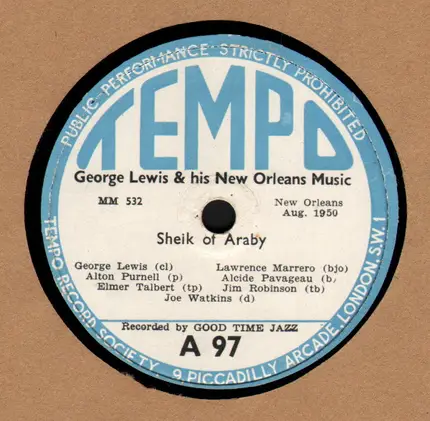 PUBLIC PERFORMANCE STRICTLY PROHIBITED
TEMPO
George Lewis & his New Orleans Music
MM 532
New Orleans
Aug. 1950
Sheik of Araby
George Lewis (cl) Lawrence Marrero (bjo)
Alton Purnell (p) Alcide Pavageau (b)
Elmer Talbert (tp) Jim Robinson (tb)
Joe Watkins (d)
Recorded by GOOD TIME JAZZ
A 97
TEMPO RECORD SOCIETY 9, PICCADILLY ARCADE, LONDON. S.W. 1